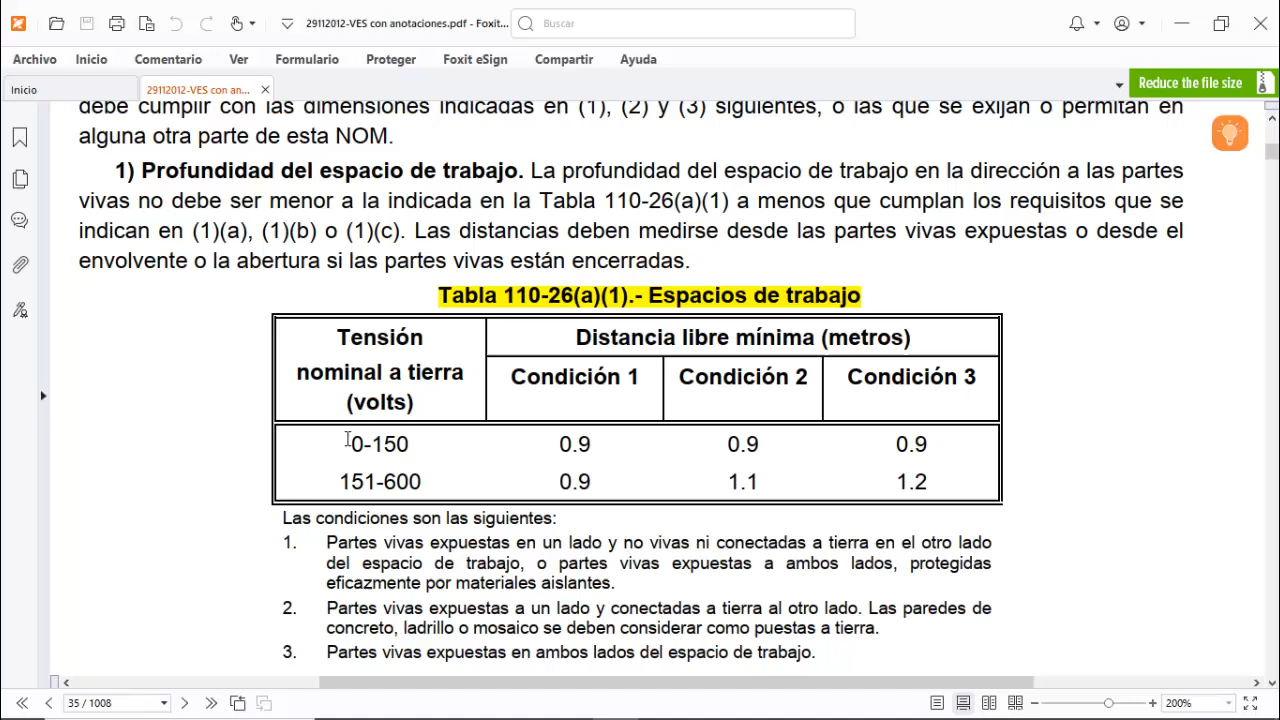 29112012-VES con anotaciones.pdf - Foxit...
Buscar
Archivo Inicio Comentario Ver Formulario Proteger Foxit eSign Compartir Ayuda
Inicio
29112012-VES con an...
Reduce the file size
debe cumplir con las dimensiones indicadas en (1), (2) y (3) siguientes, o las que se exijan o permitan en
alguna otra parte de esta NOM.
1) Profundidad del espacio de trabajo. La profundidad del espacio de trabajo en la dirección a las partes
vivas no debe ser menor a la indicada en la Tabla 110-26(a)(1) a menos que cumplan los requisitos que se
indican en (1)(a), (1)(b) o (1)(c). Las distancias deben medirse desde las partes vivas expuestas o desde el
envolvente o la abertura si las partes vivas están encerradas.
Tabla 110-26(a)(1).- Espacios de trabajo
Tensión
nominal a tierra
(volts)
Distancia libre mínima (metros)
Condición 1 Condición 2 Condición 3
0-150 0.9 0.9 0.9
151-600 0.9 1.1 1.2
Las condiciones son las siguientes:
1. Partes vivas expuestas en un lado y no vivas ni conectadas a tierra en el otro lado
del espacio de trabajo, o partes vivas expuestas a ambos lados, protegidas
eficazmente por materiales aislantes.
2. Partes vivas expuestas a un lado y conectadas a tierra al otro lado. Las paredes de
concreto, ladrillo o mosaico se deben considerar como puestas a tierra.
3. Partes vivas expuestas en ambos lados del espacio de trabajo.
35 / 1008
200%